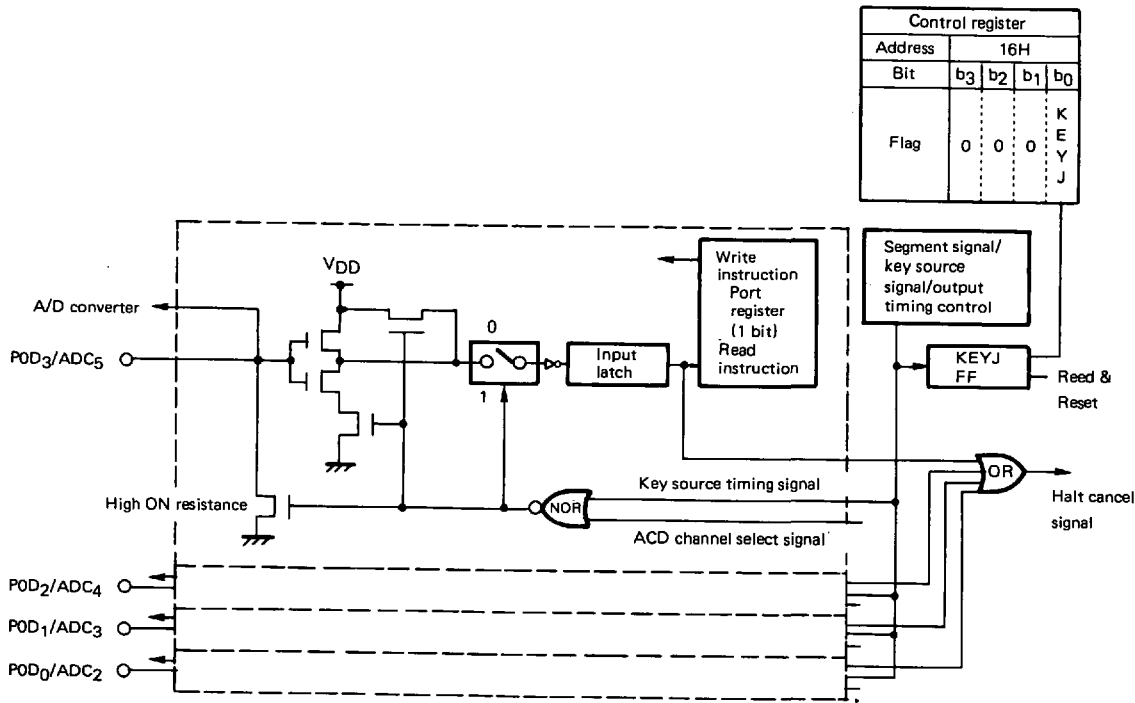 Control register
Address 16H
Bit b3 b2 b1 b0
Flag 0 0 0 K
E
Y
J
Segment signal/
key source
signal/output
timing control
KEYJ
FF
Reed &
Reset
Write
instruction
Port
register
(1 bit)
Read
instruction
VDD
A/D converter
P0D3/ADC5
0
1
Input
latch
OR
Halt cancel
signal
Key source timing signal
NOR
ACD channel select signal
High ON resistance
P0D2/ADC4
P0D1/ADC3
P0D0/ADC2